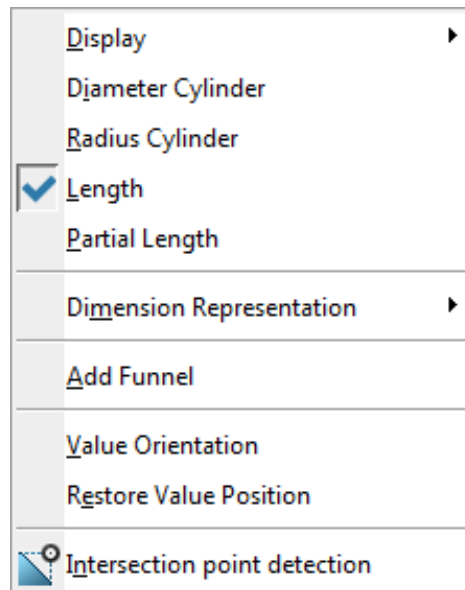 Display
Diameter Cylinder
Radius Cylinder
Length
Partial Length
Dimension Representation
Add Funnel
Value Orientation
Restore Value Position
Intersection point detection